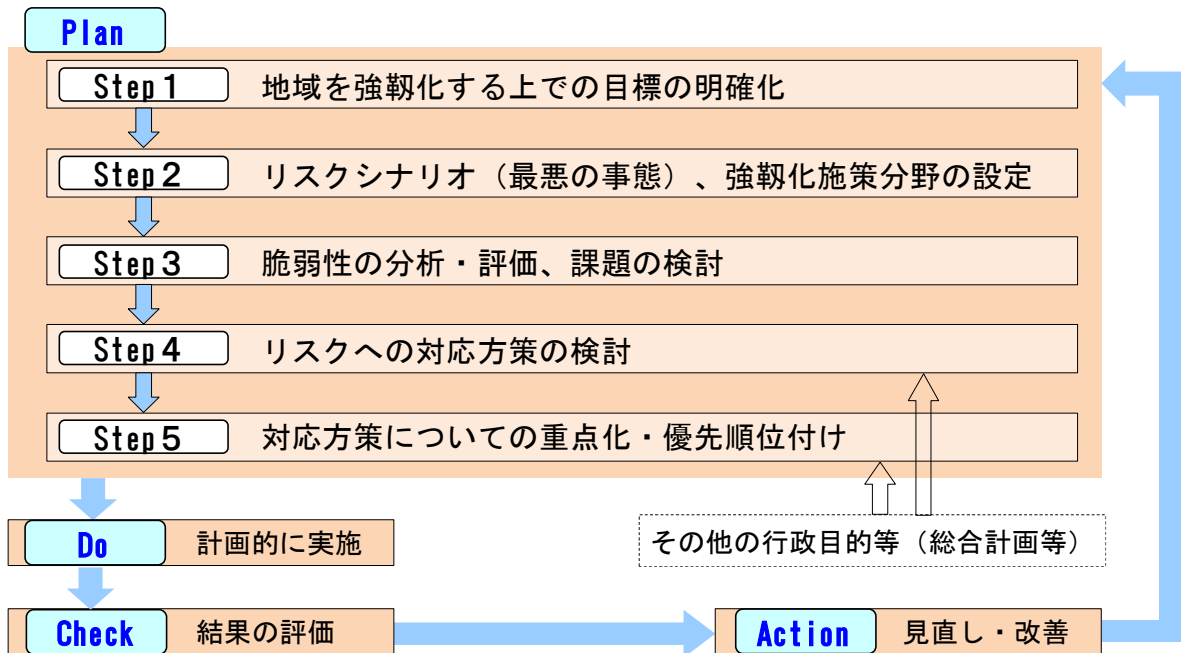 Plan
Step１ 地域を強靱化する上での目標の明確化
Step２ リスクシナリオ（最悪の事態）、強靱化施策分野の設定
Step３ 脆弱性の分析・評価、課題の検討
Step４ リスクへの対応方策の検討
Step５ 対応方策についての重点化・優先順位付け
Do 計画的に実施
その他の行政目的等（総合計画等）
Check 結果の評価
Action 見直し・改善